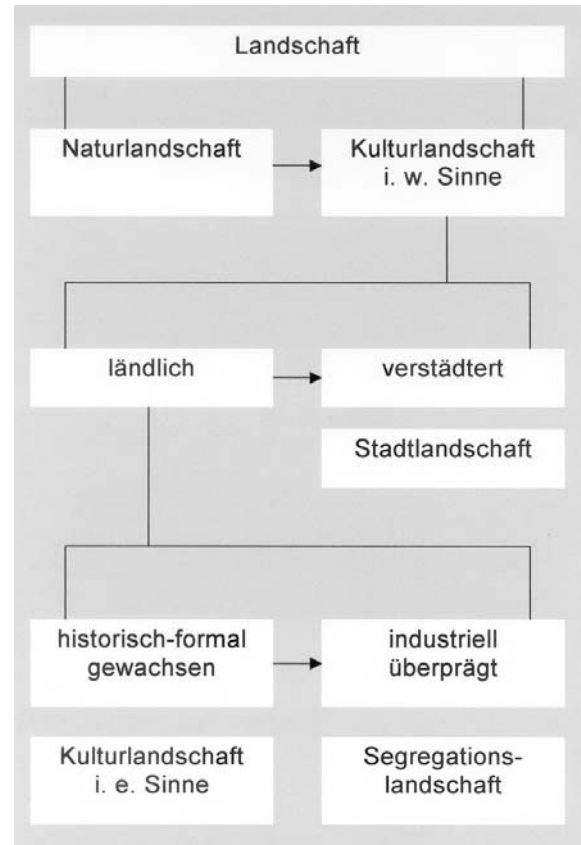 Landschaft
Naturlandschaft
Kulturlandschaft
i. w. Sinne
ländlich
verstädtert
Stadtlandschaft
historisch-formal
gewachsen
industriell
überprägt
Kulturlandschaft
i. e. Sinne
Segregations-
landschaft